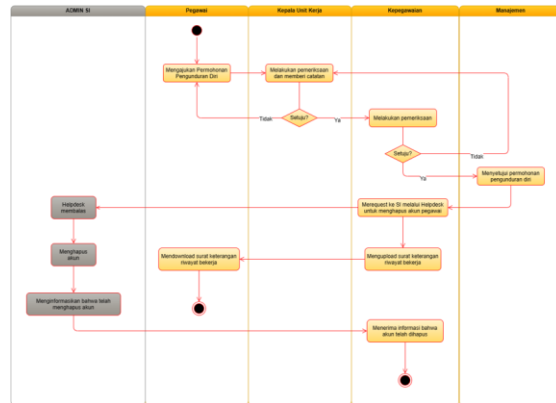 ADMIN SI
Pegawai
Kepala Unit Kerja
Kepegawaian
Manajemen
Mengajukan Permohonan
Pengunduran Diri
Melakukan pemeriksaan
dan memberi catatan
Setuju?
Tidak
Ya
Melakukan pemeriksaan
Setuju?
Tidak
Ya
Menyetujui permohonan
pengunduran diri
Helpdeck
membalas
Merequest ke SI melalui Helpdeck
untuk menghapus akun pegawai
Menghapus
akun
Mendownload surat keterangan
riwayat bekerja
Mengupload surat keterangan
riwayat bekerja
Menginformasikan bahwa telah
menghapus akun
Menerima informasi bahwa
akun telah dihapus